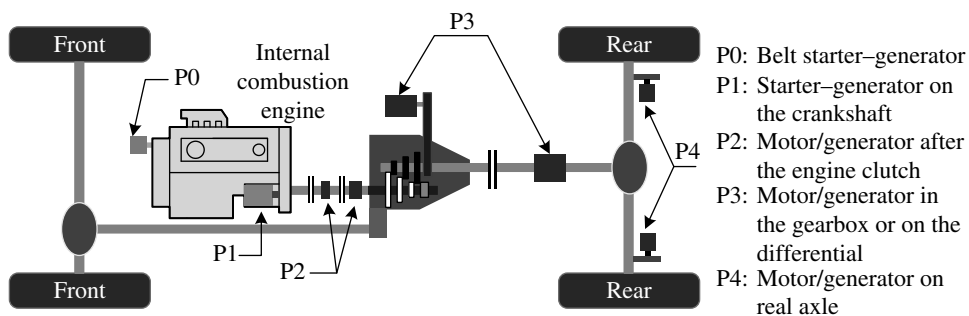 Front
Internal
combustion
engine
P0
P3
Rear
P4
P1
P2
Front
Rear
P0: Belt starter–generator
P1: Starter–generator on
the crankshaft
P2: Motor/generator after
the engine clutch
P3: Motor/generator in
the gearbox or on the
differential
P4: Motor/generator on
real axle